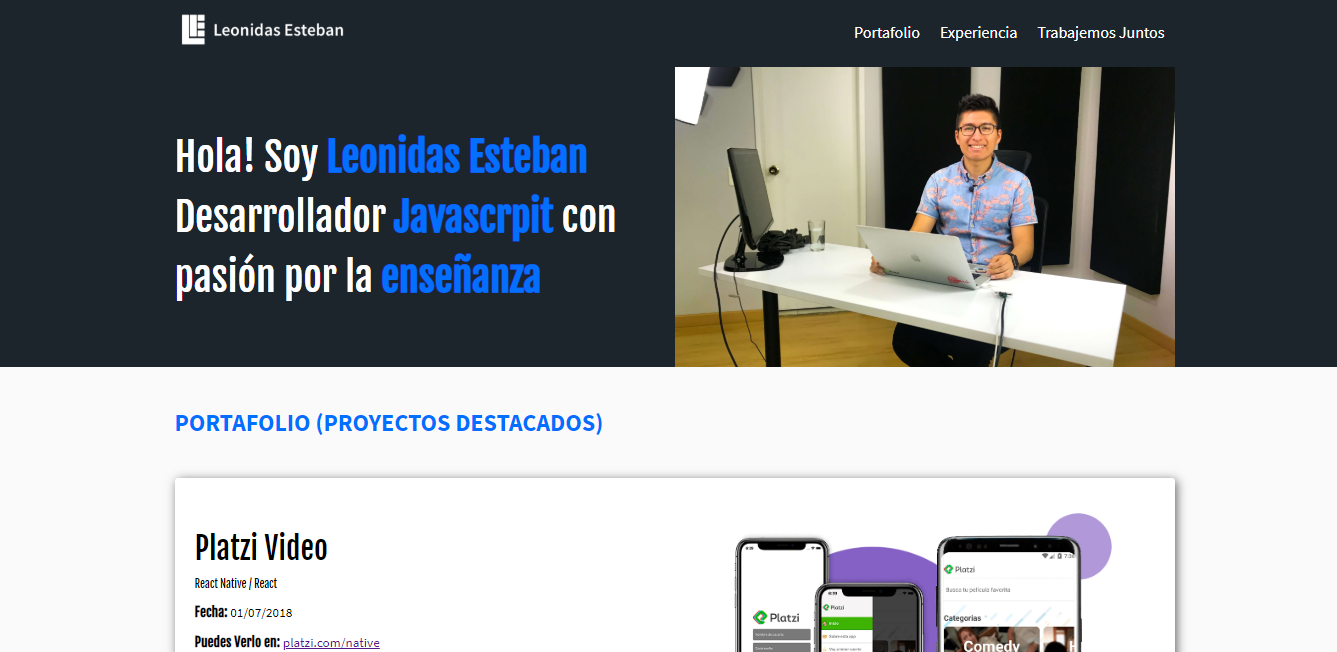 Leonidas Esteban
Portafolio Experiencia Trabajemos Juntos
Hola! Soy Leonidas Esteban
Desarrollador Javascrpit con
pasión por la enseñanza
PORTAFOLIO (PROYECTOS DESTACADOS)
Platzi Video
React Native / React
Fecha: 01/07/2018
Puedes Verlo en: platzi.com/native
Platzi
Platzi
Platzi
Busca tu película favorita
Categorías
Comedy